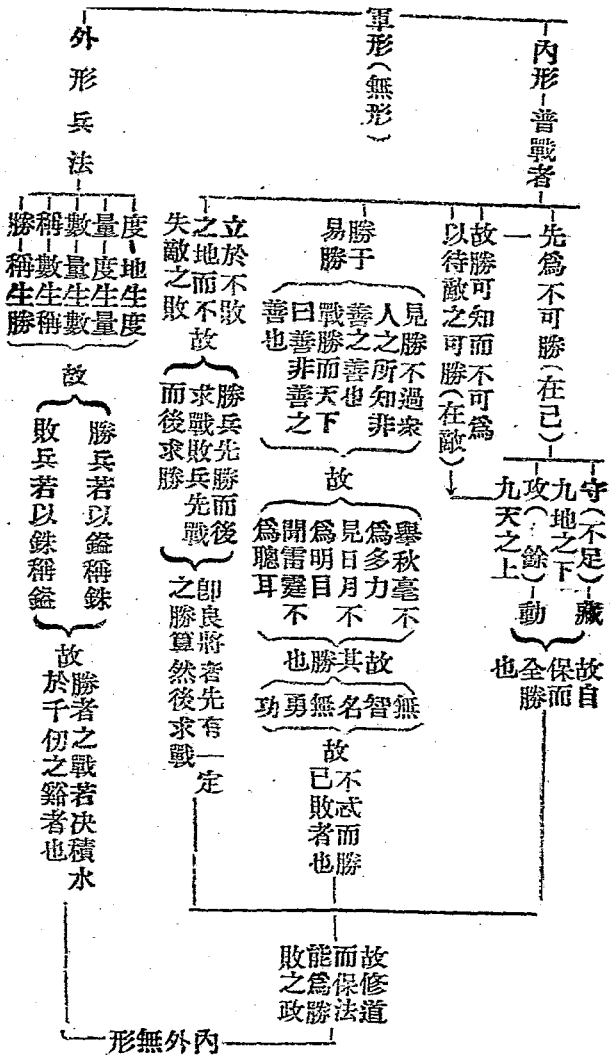 軍形（無形）
內形－普戰者
先為不可勝（在己）
守（不足）－藏
九地之下
攻（　餘）－動
九天之上
故自
保而
全勝
也
一
故勝可知而不可為
以待敵之可勝（在敵）
勝于
易勝
見勝不過衆
人之所知非
善之善也
戰勝而天下
曰善非善之
善也
故
舉秋毫不
為多力
見日月不
為明目
聞雷霆不
為聰耳
故其勝也
無智名無勇功
故
不忒而勝
已敗者也
立於不敗
之地而不
失敵之敗
故
勝兵先勝而後
求戰敗兵先戰
而後求勝
即良將者先有一定
之勝算然後求戰
故修道
而保法
能為勝
敗之政
外形兵法
度－地生度
量－度生量
數－量生數
稱－數生稱
勝－稱生勝
故
勝兵若以鎰稱銖
敗兵若以銖稱鎰
故
勝者之戰若決積水
於千仞之谿者也
內外無形